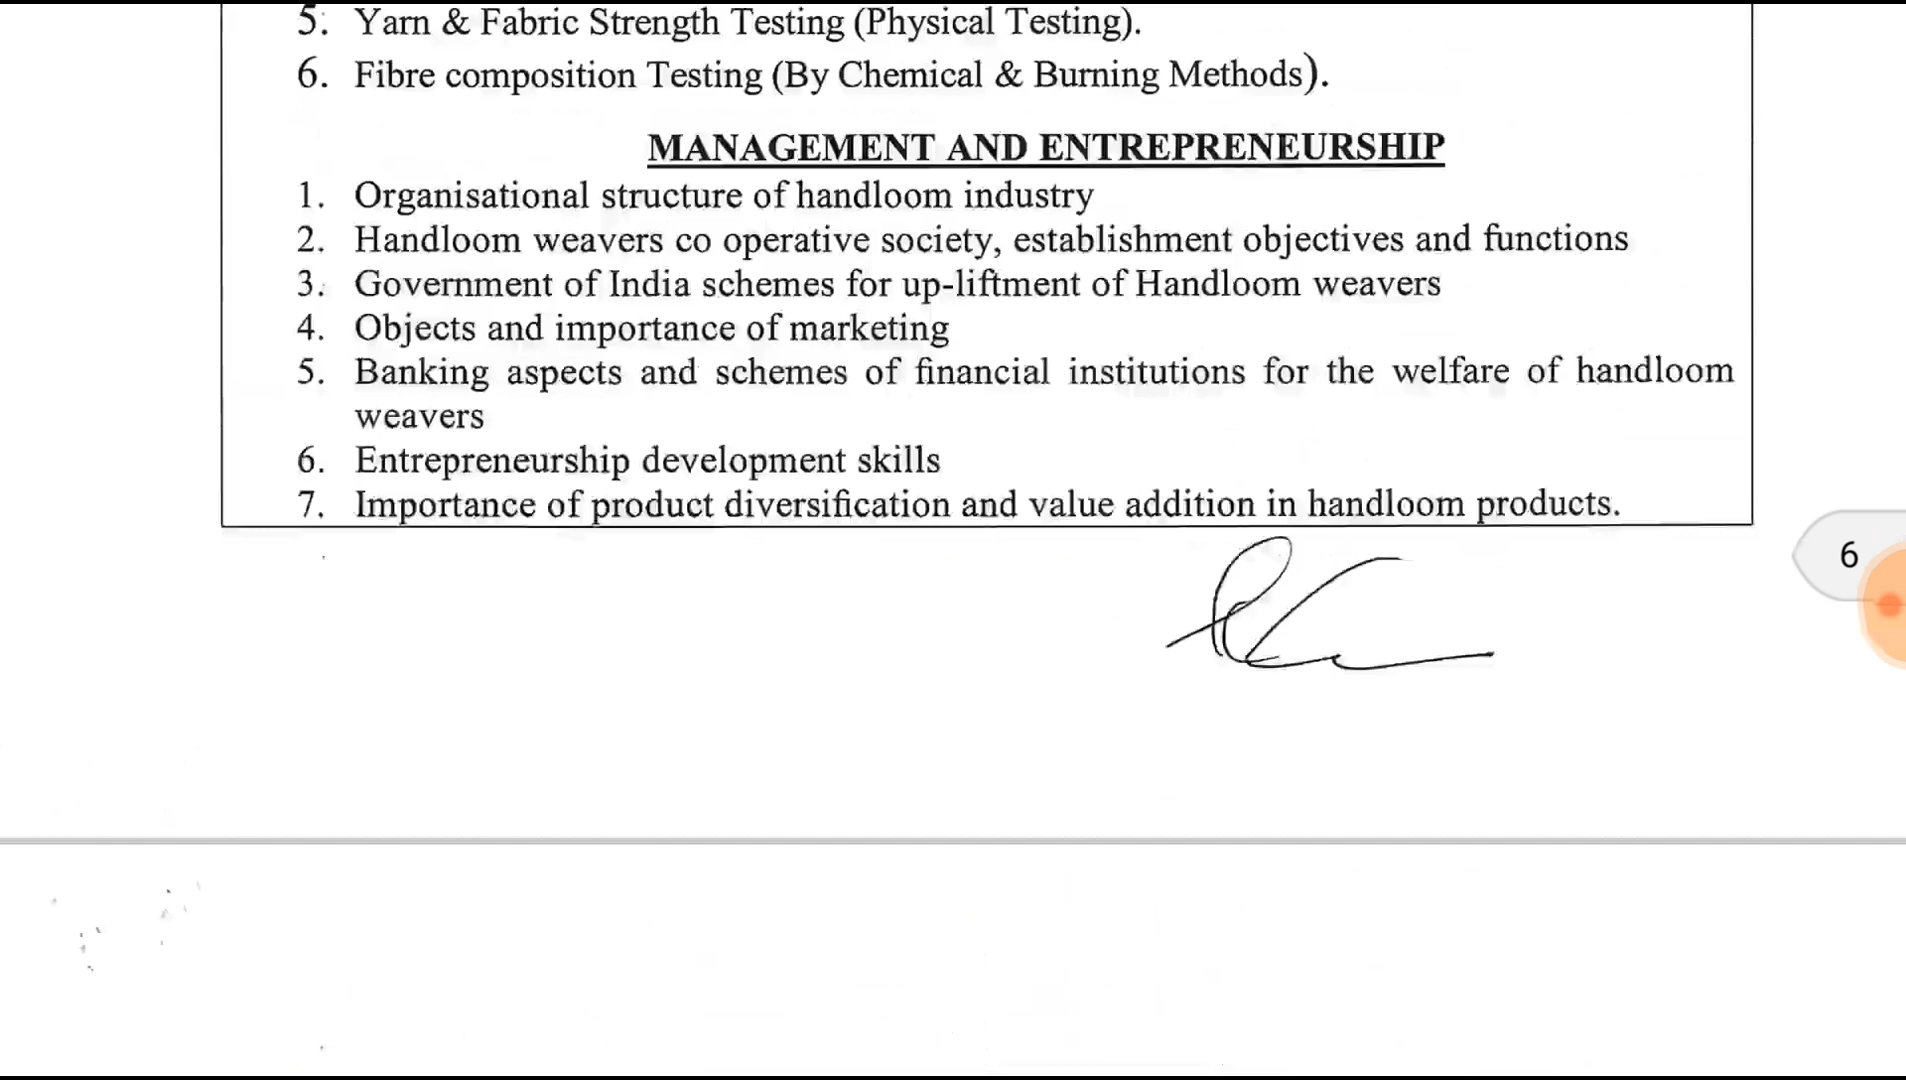 5. Yarn & Fabric Strength Testing (Physical Testing).
6. Fibre composition Testing (By Chemical & Burning Methods).
MANAGEMENT AND ENTREPRENEURSHIP
1. Organisational structure of handloom industry
2. Handloom weavers co operative society, establishment objectives and functions
3. Government of India schemes for up-liftment of Handloom weavers
4. Objects and importance of marketing
5. Banking aspects and schemes of financial institutions for the welfare of handloom
weavers
6. Entrepreneurship development skills
7. Importance of product diversification and value addition in handloom products.
6